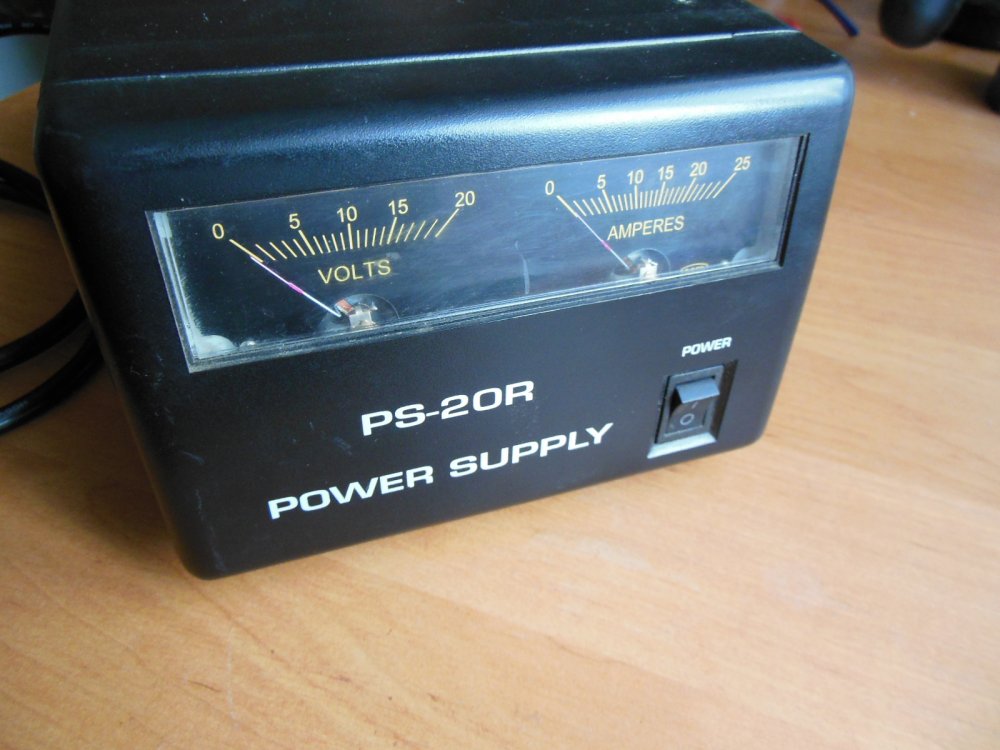 0 5 10 15 20
VOLTS
0 5 10 15 20 25
AMPERES
POWER
PS-20R
POWER SUPPLY